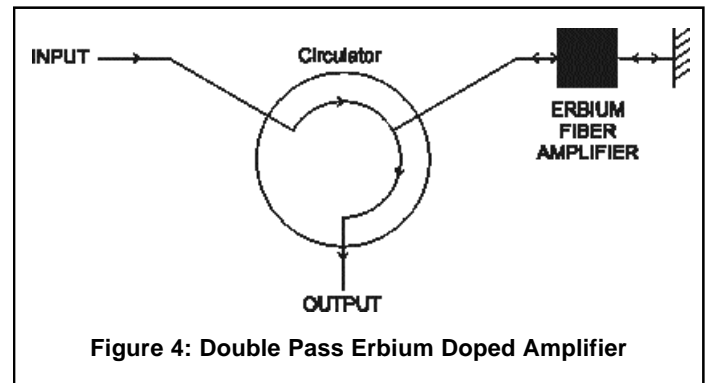 INPUT
Circulator
ERBIUM
FIBER
AMPLIFIER
OUTPUT
Figure 4: Double Pass Erbium Doped Amplifier